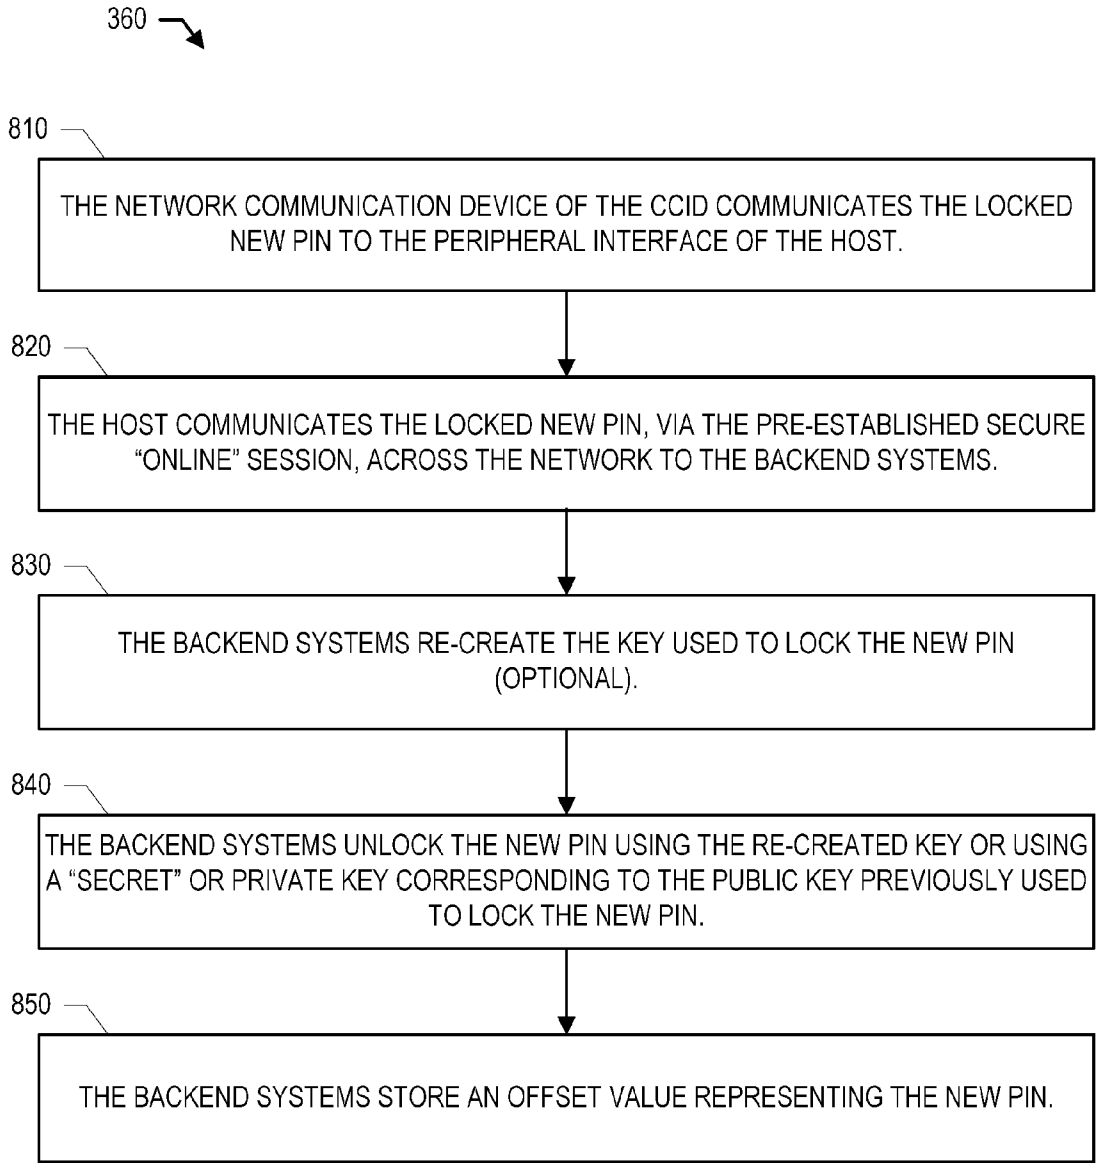 360
810
THE NETWORK COMMUNICATION DEVICE OF THE CCID COMMUNICATES THE LOCKED
NEW PIN TO THE PERIPHERAL INTERFACE OF THE HOST.
820
THE HOST COMMUNICATES THE LOCKED NEW PIN, VIA THE PRE-ESTABLISHED SECURE
“ONLINE” SESSION, ACROSS THE NETWORK TO THE BACKEND SYSTEMS.
830
THE BACKEND SYSTEMS RE-CREATE THE KEY USED TO LOCK THE NEW PIN
(OPTIONAL).
840
THE BACKEND SYSTEMS UNLOCK THE NEW PIN USING THE RE-CREATED KEY OR USING
A “SECRET” OR PRIVATE KEY CORRESPONDING TO THE PUBLIC KEY PREVIOUSLY USED
TO LOCK THE NEW PIN.
850
THE BACKEND SYSTEMS STORE AN OFFSET VALUE REPRESENTING THE NEW PIN.